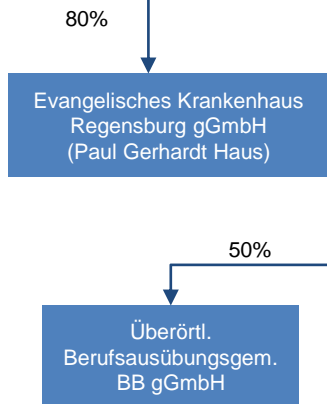 80%
Evangelisches Krankenhaus
Regensburg gGmbH
(Paul Gerhardt Haus)
50%
Überörtl.
Berufsausübungsgem.
BB gGmbH